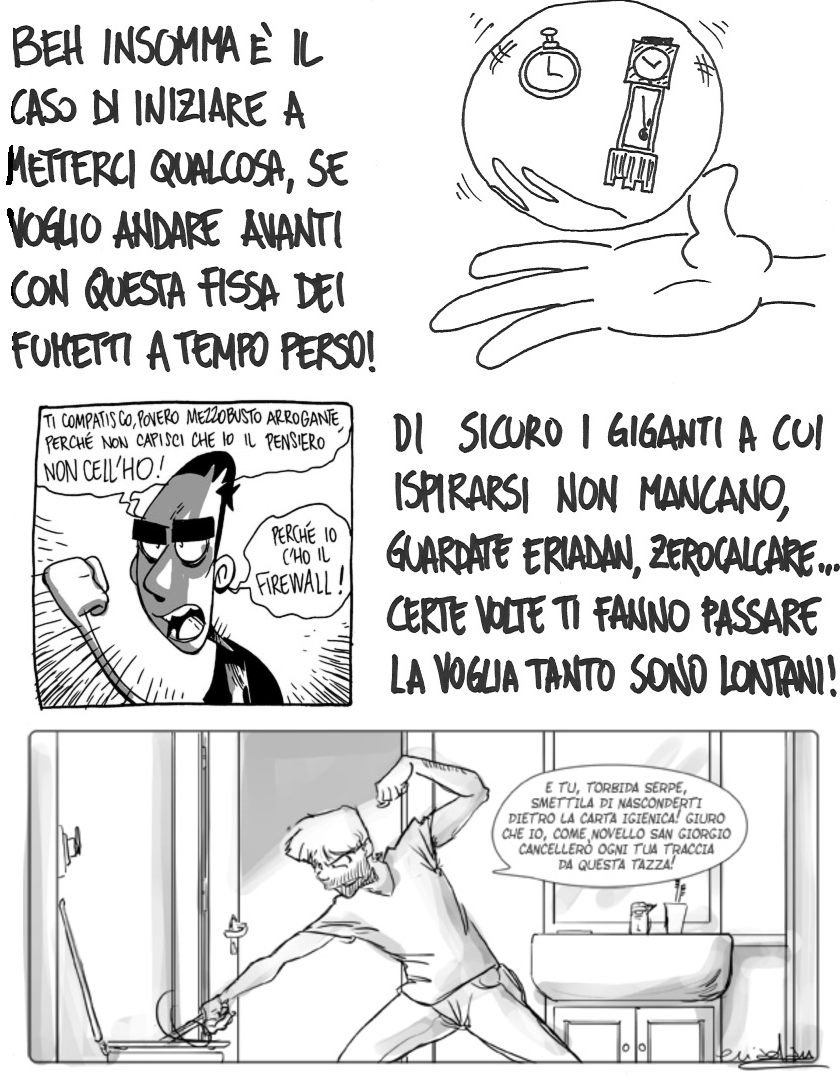 BEH INSOMMA È IL
CASO DI INIZIARE A
METTERCI QUALCOSA, SE
VOGLIO ANDARE AVANTI
CON QUESTA FISSA DEI
FUMETTI A TEMPO PERSO!
TI COMPATISCO, POVERO MEZZOBUSTO ARROGANTE,
PERCHÉ NON CAPISCI CHE IO IL PENSIERO
NON CELL'HO!
PERCHÉ IO
C'HO IL
FIREWALL!
DI SICURO I GIGANTI A CUI
ISPIRARSI NON MANCANO,
GUARDATE ERIADAN, ZEROCALCARE...
CERTE VOLTE TI FANNO PASSARE
LA VOGLIA TANTO SONO LONTANI!
E TU, TORBIDA SERPE,
SMETTILA DI NASCONDERTI
DIETRO LA CARTA IGIENICA! GIURO
CHE IO, COME NOVELLO SAN GIORGIO
CANCELLERÒ OGNI TUA TRACCIA
DA QUESTA TAZZA!
eriadan